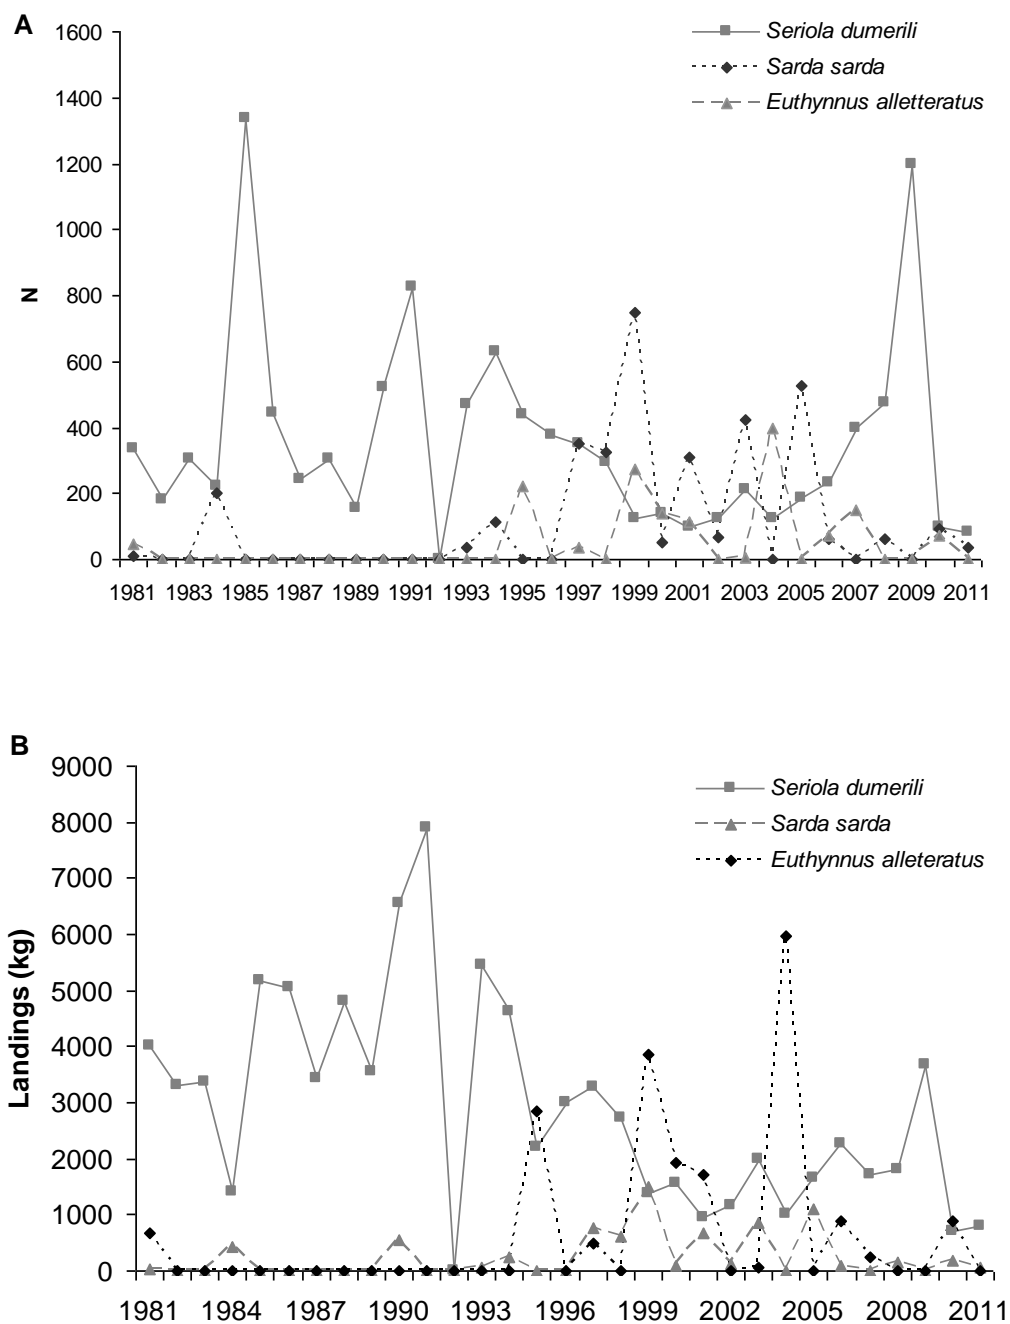 A
1600
1400
1200
1000
800
600
400
200
0
N
Seriola dumerili
Sarda sarda
Euthynnus alletteratus
1981 1983 1985 1987 1989 1991 1993 1995 1997 1999 2001 2003 2005 2007 2009 2011
B
9000
8000
7000
6000
5000
4000
3000
2000
1000
0
Landings (kg)
Seriola dumerili
Sarda sarda
Euthynnus alleteratus
1981 1984 1987 1990 1993 1996 1999 2002 2005 2008 2011